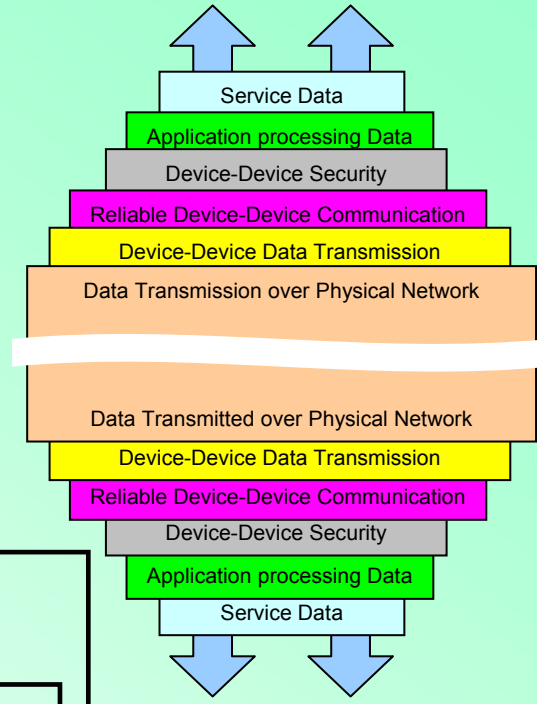 Service Data
Application processing Data
Device-Device Security
Reliable Device-Device Communication
Device-Device Data Transmission
Data Transmission over Physical Network
Data Transmitted over Physical Network
Device-Device Data Transmission
Reliable Device-Device Communication
Device-Device Security
Application processing Data
Service Data